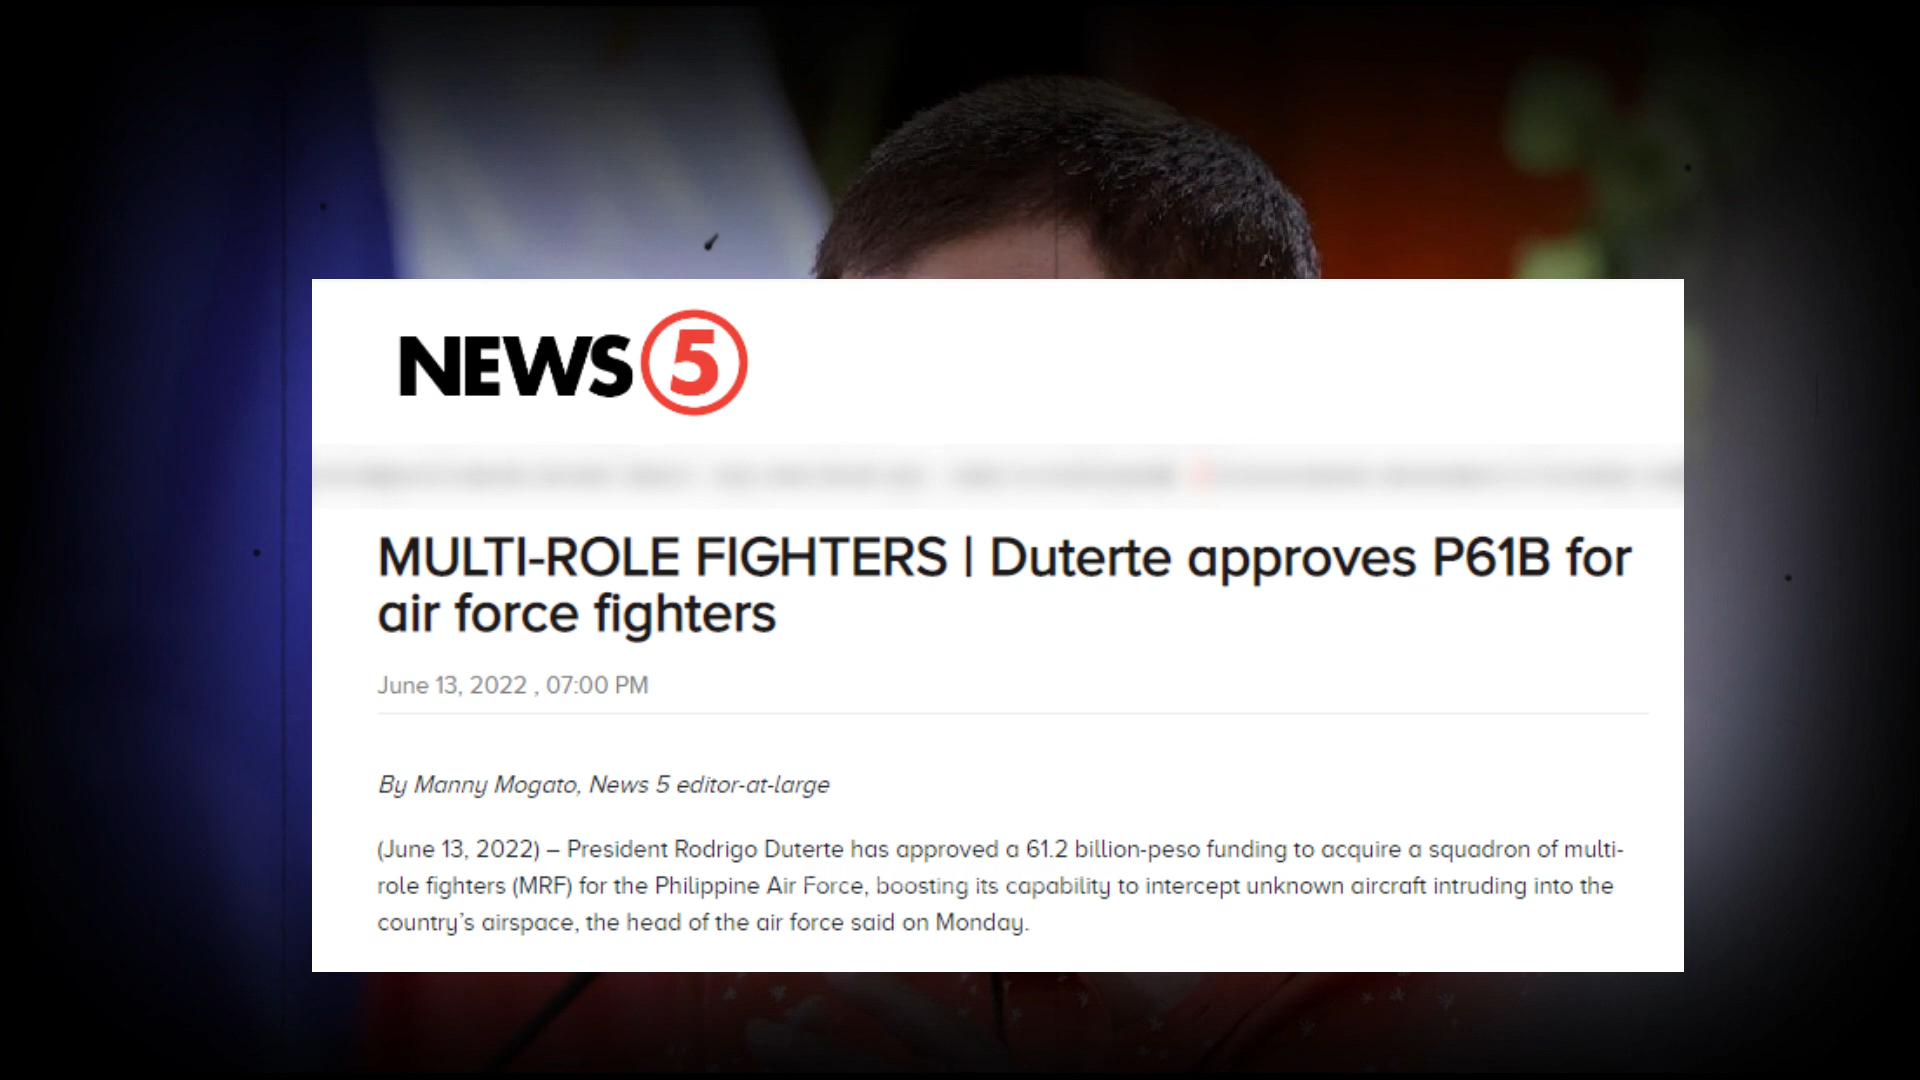 NEWS 5
MULTI-ROLE FIGHTERS | Duterte approves P61B for
air force fighters
June 13, 2022 , 07:00 PM
By Manny Mogato, News 5 editor-at-large
(June 13, 2022) – President Rodrigo Duterte has approved a 61.2 billion-peso funding to acquire a squadron of multi-
role fighters (MRF) for the Philippine Air Force, boosting its capability to intercept unknown aircraft intruding into the
country's airspace, the head of the air force said on Monday.